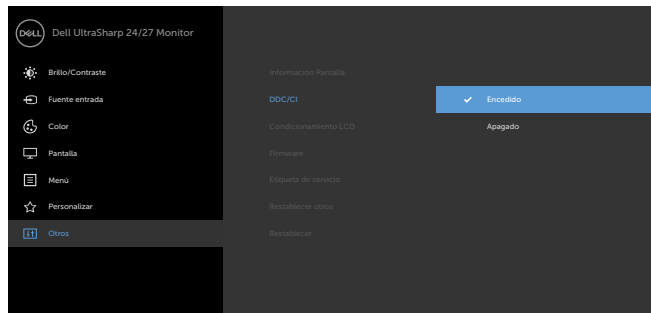 DELL Dell UltraSharp 24/27 Monitor
Brillo/Contraste
Fuente entrada
Color
Pantalla
Menú
Personalizar
Otros
Información Pantalla
DDC/CI
Condicionamiento LCD
Firmware
Etiqueta de servicio
Restablecer otros
Restablecer
Encedido
Apagado